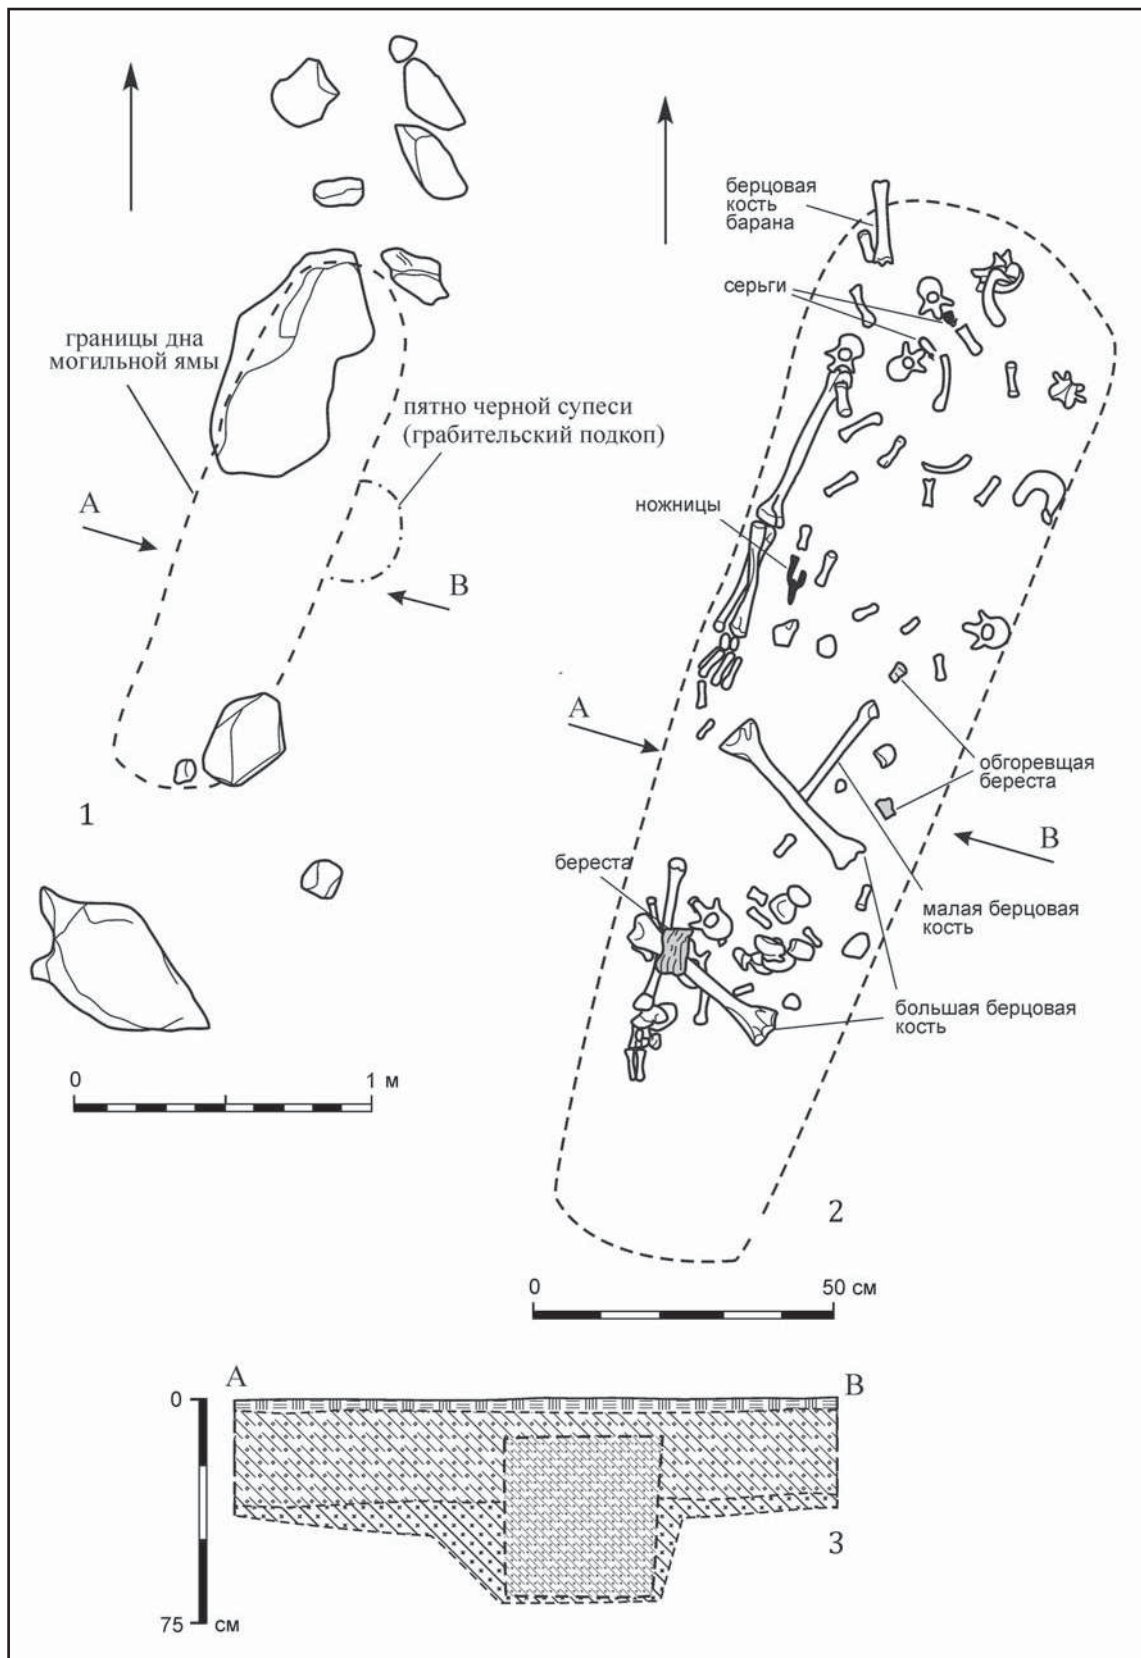 границы дна
могильной ямы
пятно черной супеси
(грабительский подкоп)
A
B
1
0 1 м
берцовая
кость
барана
серьги
ножницы
A
обгоревщая
береста
B
береста
малая берцовая
кость
большая берцовая
кость
2
0 50 см
A
B
0
3
75 см